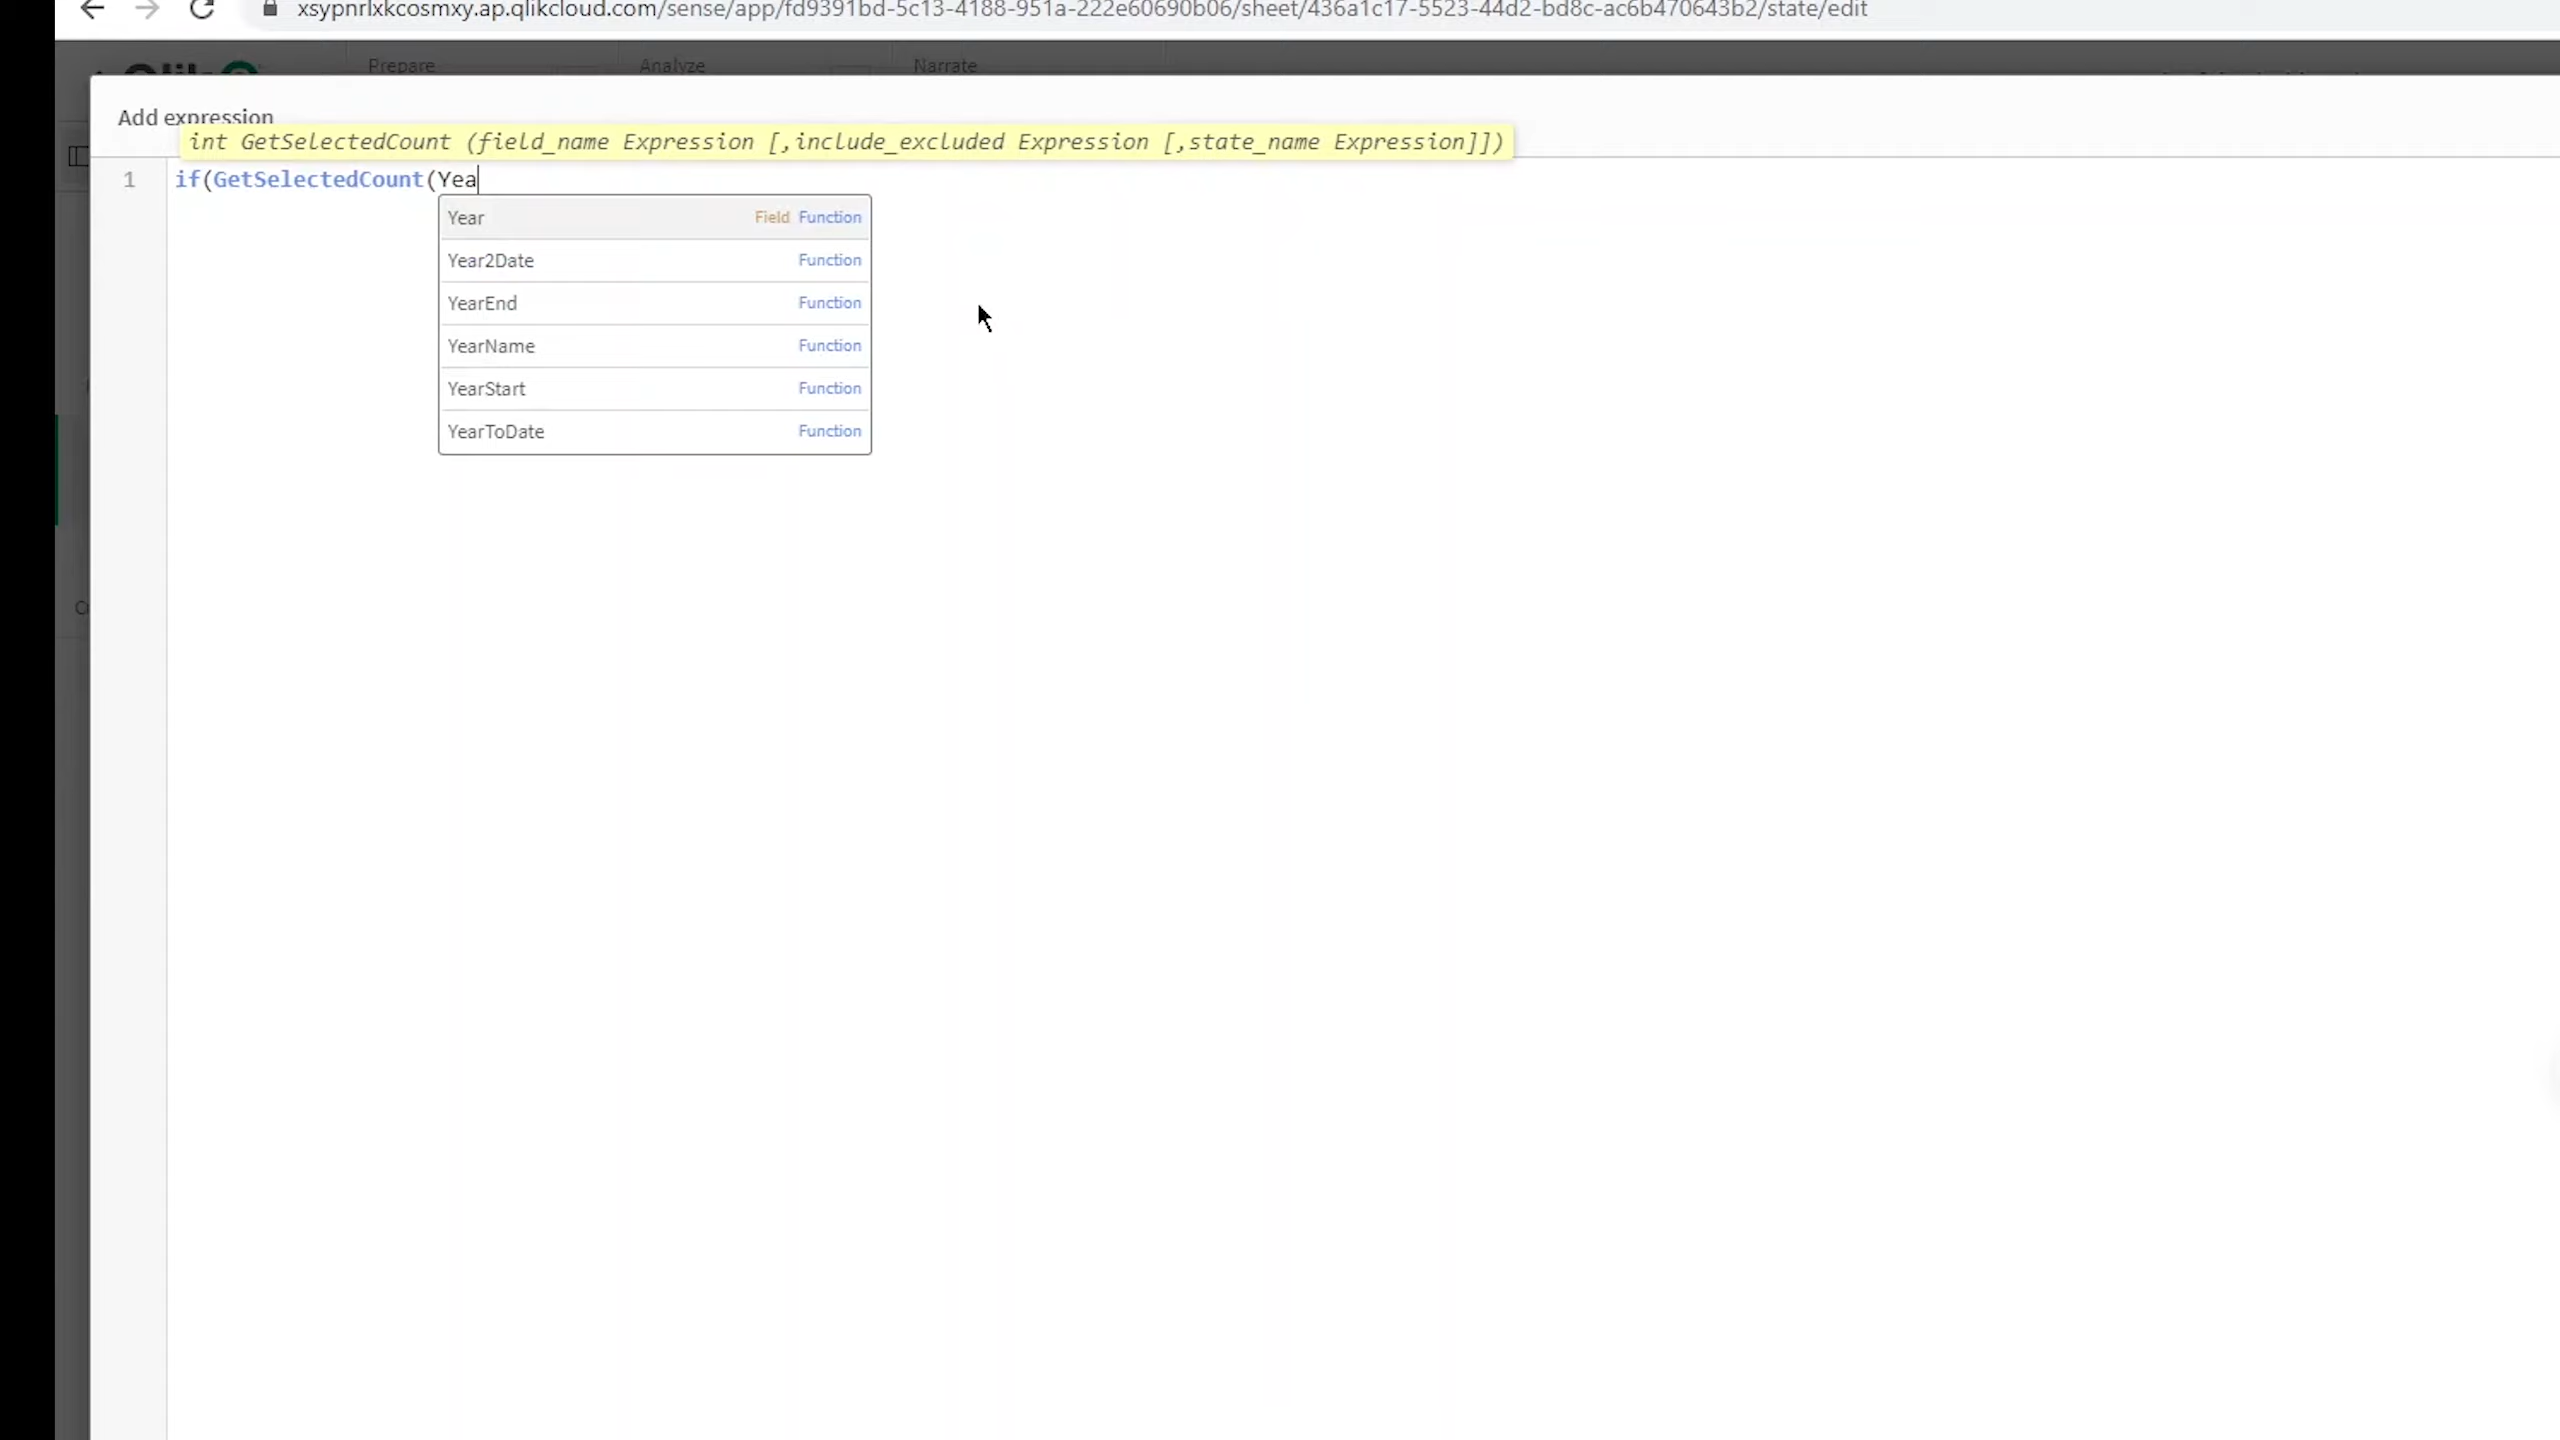 xsypnrlxkcosmxy.ap.qlikcloud.com/sense/app/fd9391bd-5c13-4188-951a-222e60690b06/sheet/436a1c17-5523-44d2-bd8c-ac6b470643b2/state/edit
Qlik
Prepare
Analyze
Narrate
Add expression
int GetSelectedCount (field_name Expression [,include_excluded Expression [,state_name Expression]])
1 if(GetSelectedCount(Yea
Year Field Function
Year2Date Function
YearEnd Function
YearName Function
YearStart Function
YearToDate Function